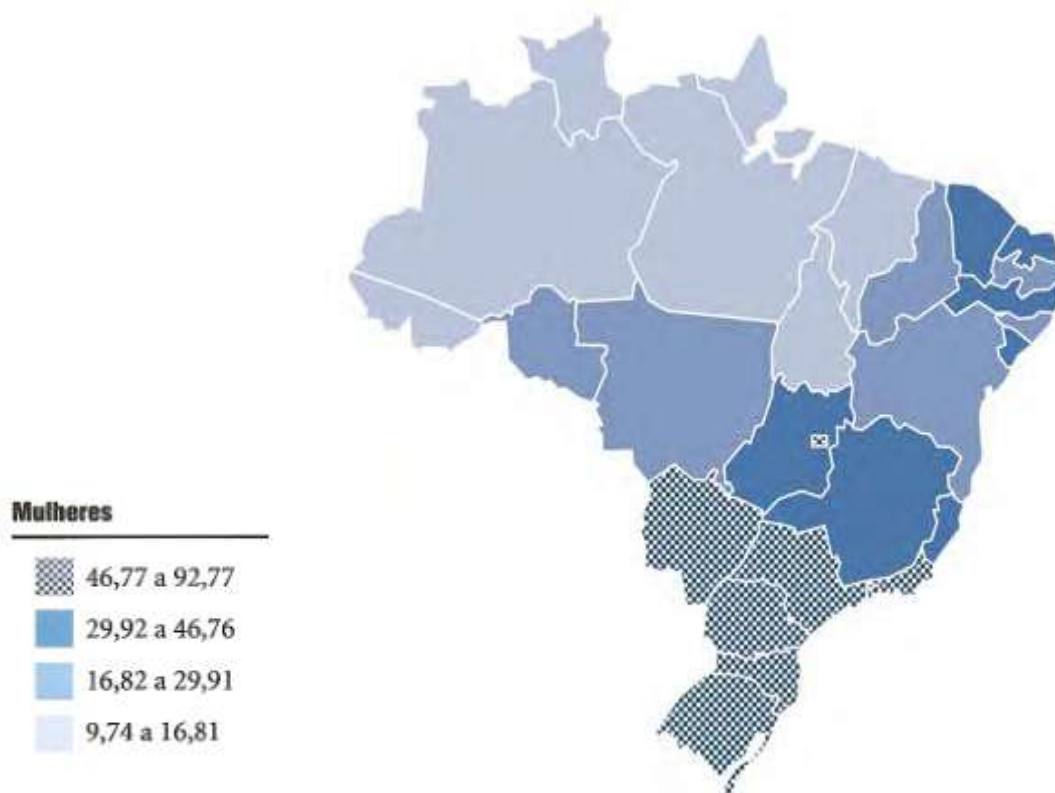 Mulheres
46,77 a 92,77
29,92 a 46,76
16,82 a 29,91
9,74 a 16,81